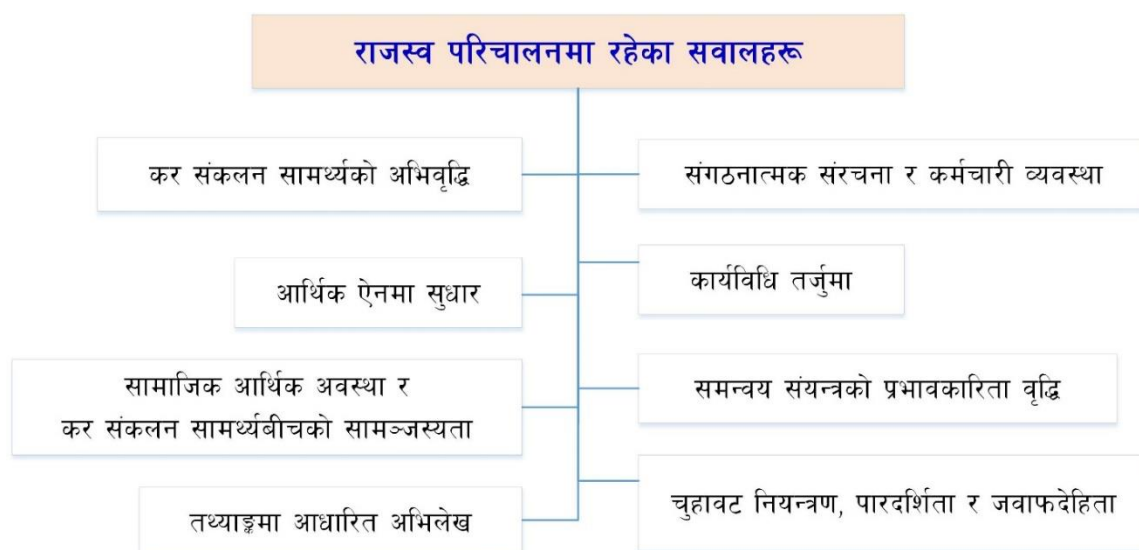 राजस्व परिचालनमा रहेका सवालहरू
कर संकलन सामर्थ्यको अभिवृद्धि
संगठनात्मक संरचना र कर्मचारी व्यवस्था
आर्थिक ऐनमा सुधार
कार्यविधि तर्जुमा
सामाजिक आर्थिक अवस्था र
कर संकलन सामर्थ्यबीचको सामञ्जस्यता
समन्वय संयन्त्रको प्रभावकारिता वृद्धि
तथ्याङ्कमा आधारित अभिलेख
चुहावट नियन्त्रण, पारदर्शिता र जवाफदेहिता